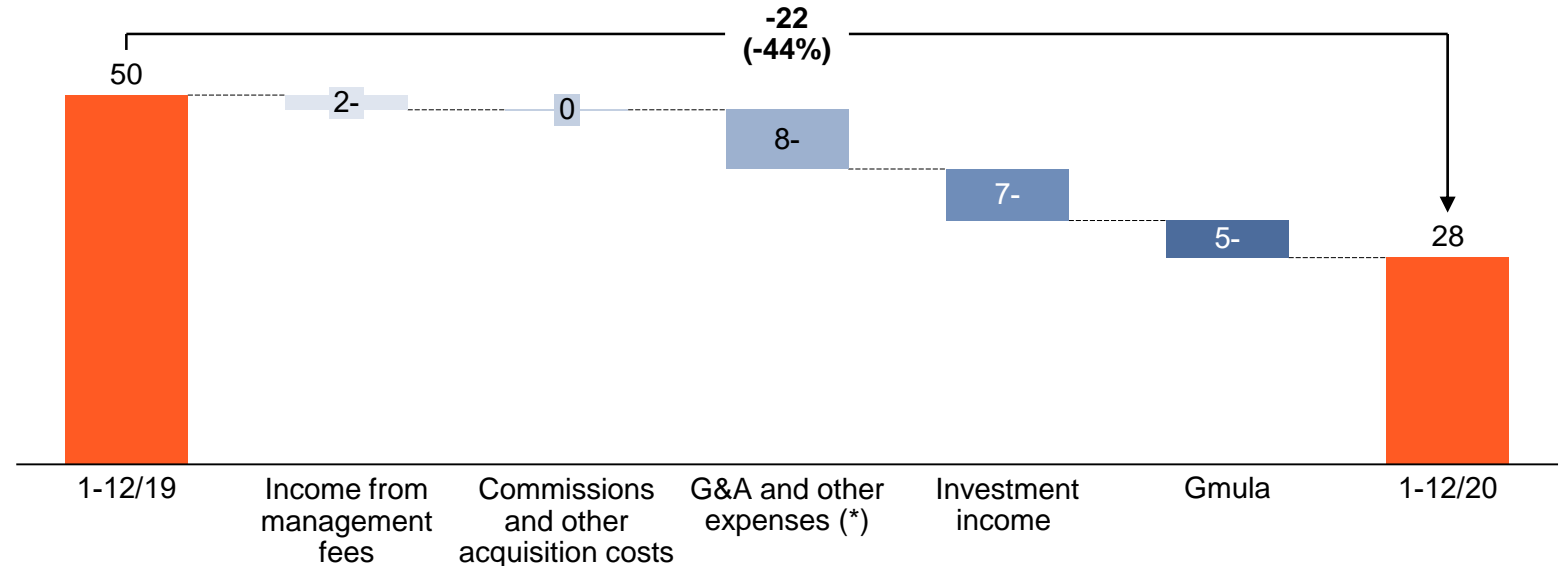 -22
(-44%)
50
2-
0
8-
7-
5-
28
1-12/19
Income from
management
fees
Commissions
and other
acquisition costs
G&A and other
expenses (*)
Investment
income
Gmula
1-12/20